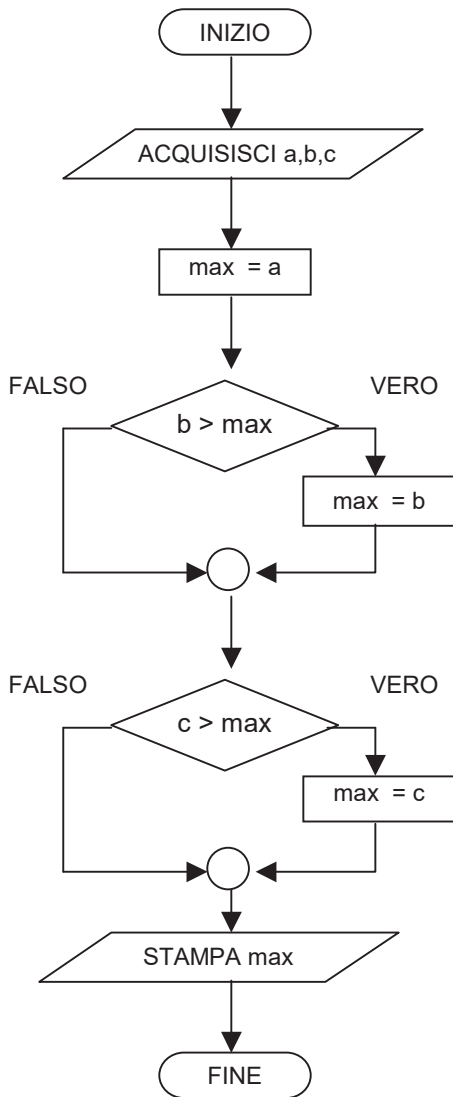 INIZIO
ACQUISISCI a,b,c
max = a
FALSO
VERO
b > max
max = b
FALSO
VERO
c > max
max = c
STAMPA max
FINE